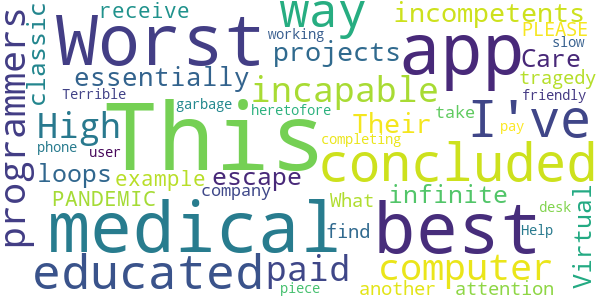 receive
way
incompetents
Worst
working
PLEASE
classic
projects
app
Care
slow
programmers
essentially
tragedy
Terrible
incapable
friendly
garbage
heretofore
This
I've
High
Their
take
phone
user
completing
pay
concluded
loops
example
escape
Virtual
PANDEMIC
company
What
infinite
medical
best
find
Help
desk
educated
paid
computer
piece
another
attention